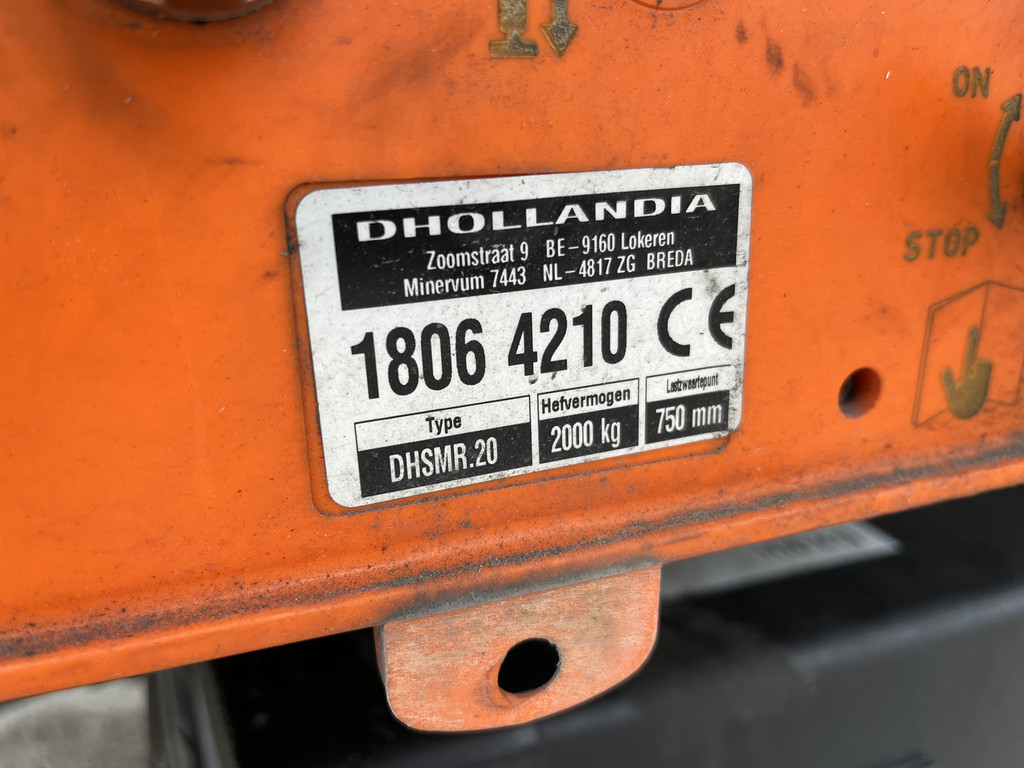 ON
STOP
DHOLLANDIA
Zoomstraat 9 BE-9160 Lokeren
Minervum 7443 NL-4817 ZG BREDA
1806 4210 CE
Type Hefvermogen Lastzwaartepunt
DHSMR.20 2000 kg 750 mm